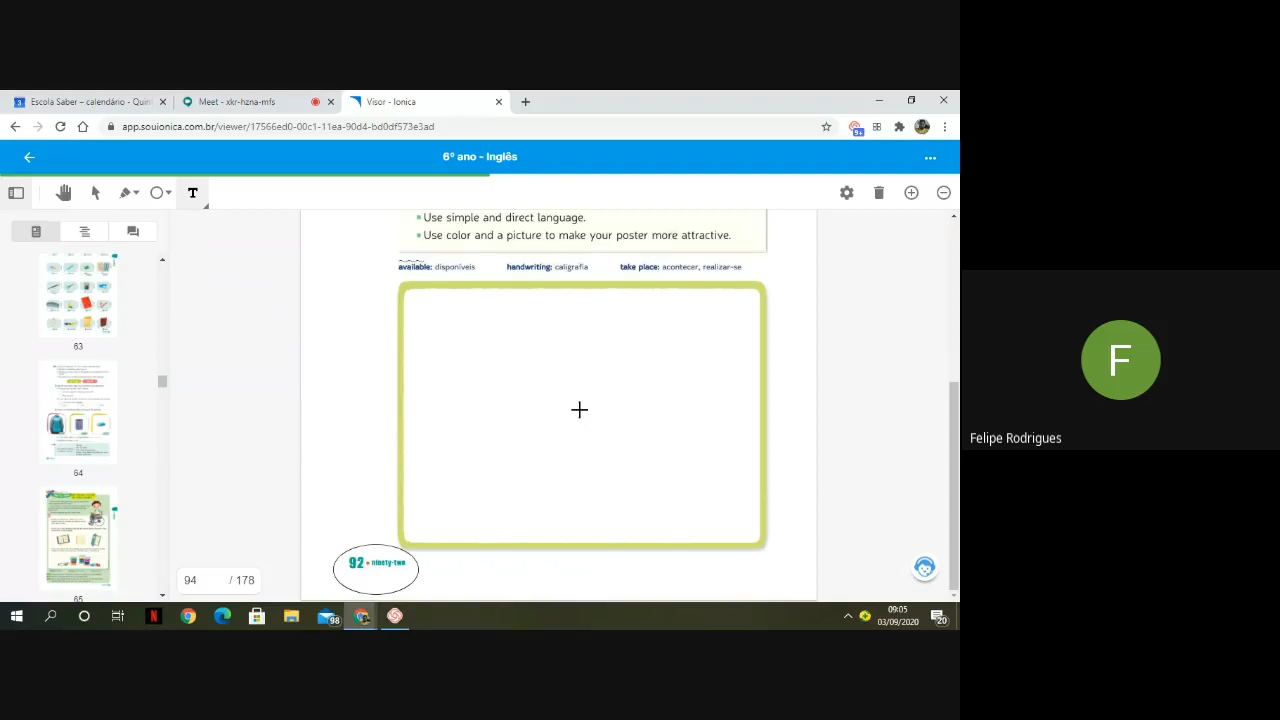 Escola Saber – calendário - Quin
Meet - xkr-hzna-mfs
Visor - Ionica
app.souionica.com.br/viewer/17566ed0-00c1-11ea-90d4-bd0df573e3ad
9+
6º ano - Inglês
T
Use simple and direct language.
Use color and a picture to make your poster more attractive.
available: disponíveis handwriting: caligrafia take place: acontecer, realizar-se
63
64
65
92 • ninety-two
94 / 178
F
Felipe Rodrigues
98
09:05
03/09/2020
20